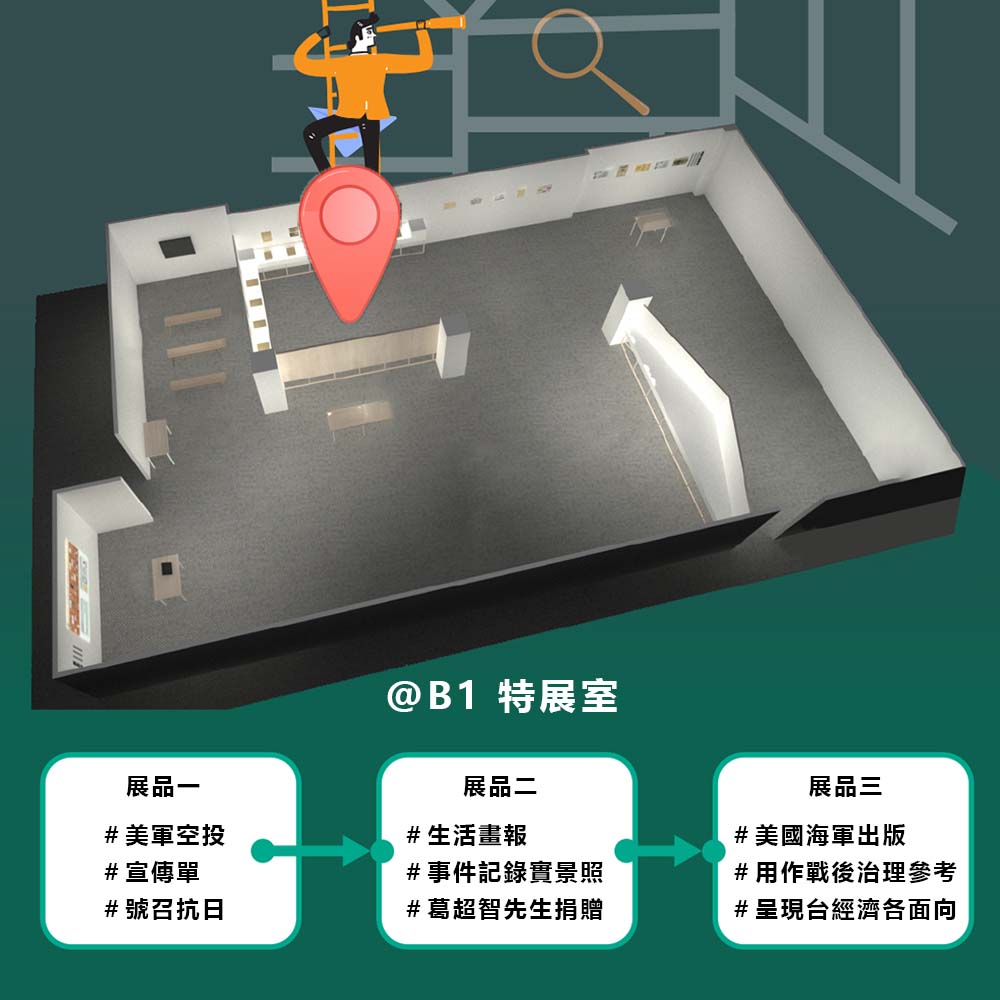 @B1 特展室
展品一
# 美軍空投
# 宣傳單
# 號召抗日
展品二
# 生活畫報
# 事件記錄實景照
# 葛超智先生捐贈
展品三
# 美國海軍出版
# 用作戰後治理參考
# 呈現台經濟各面向